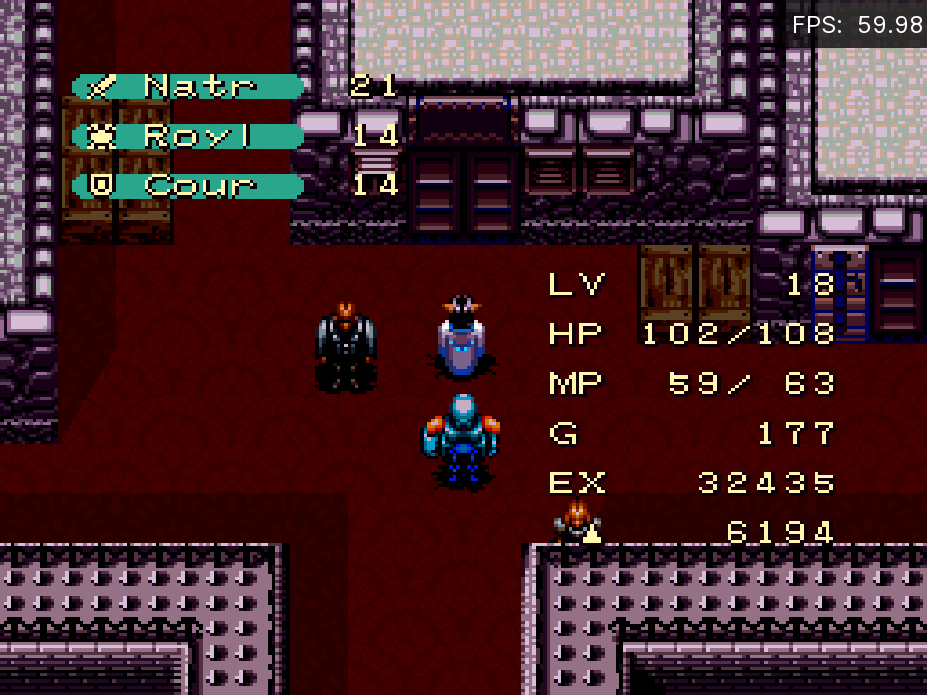 FPS: 59.98
Natr 21
Royl 14
Cour 14
LV 18
HP 102/108
MP 59/ 63
G 177
EX 32435
6194